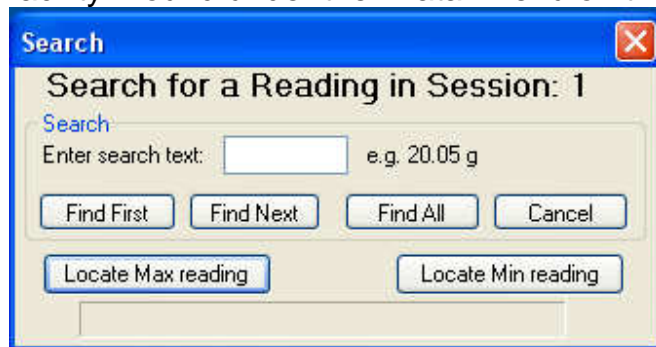 Search
Search for a Reading in Session: 1
Search
Enter search text: e.g. 20.05 g
Find First Find Next Find All Cancel
Locate Max reading Locate Min reading